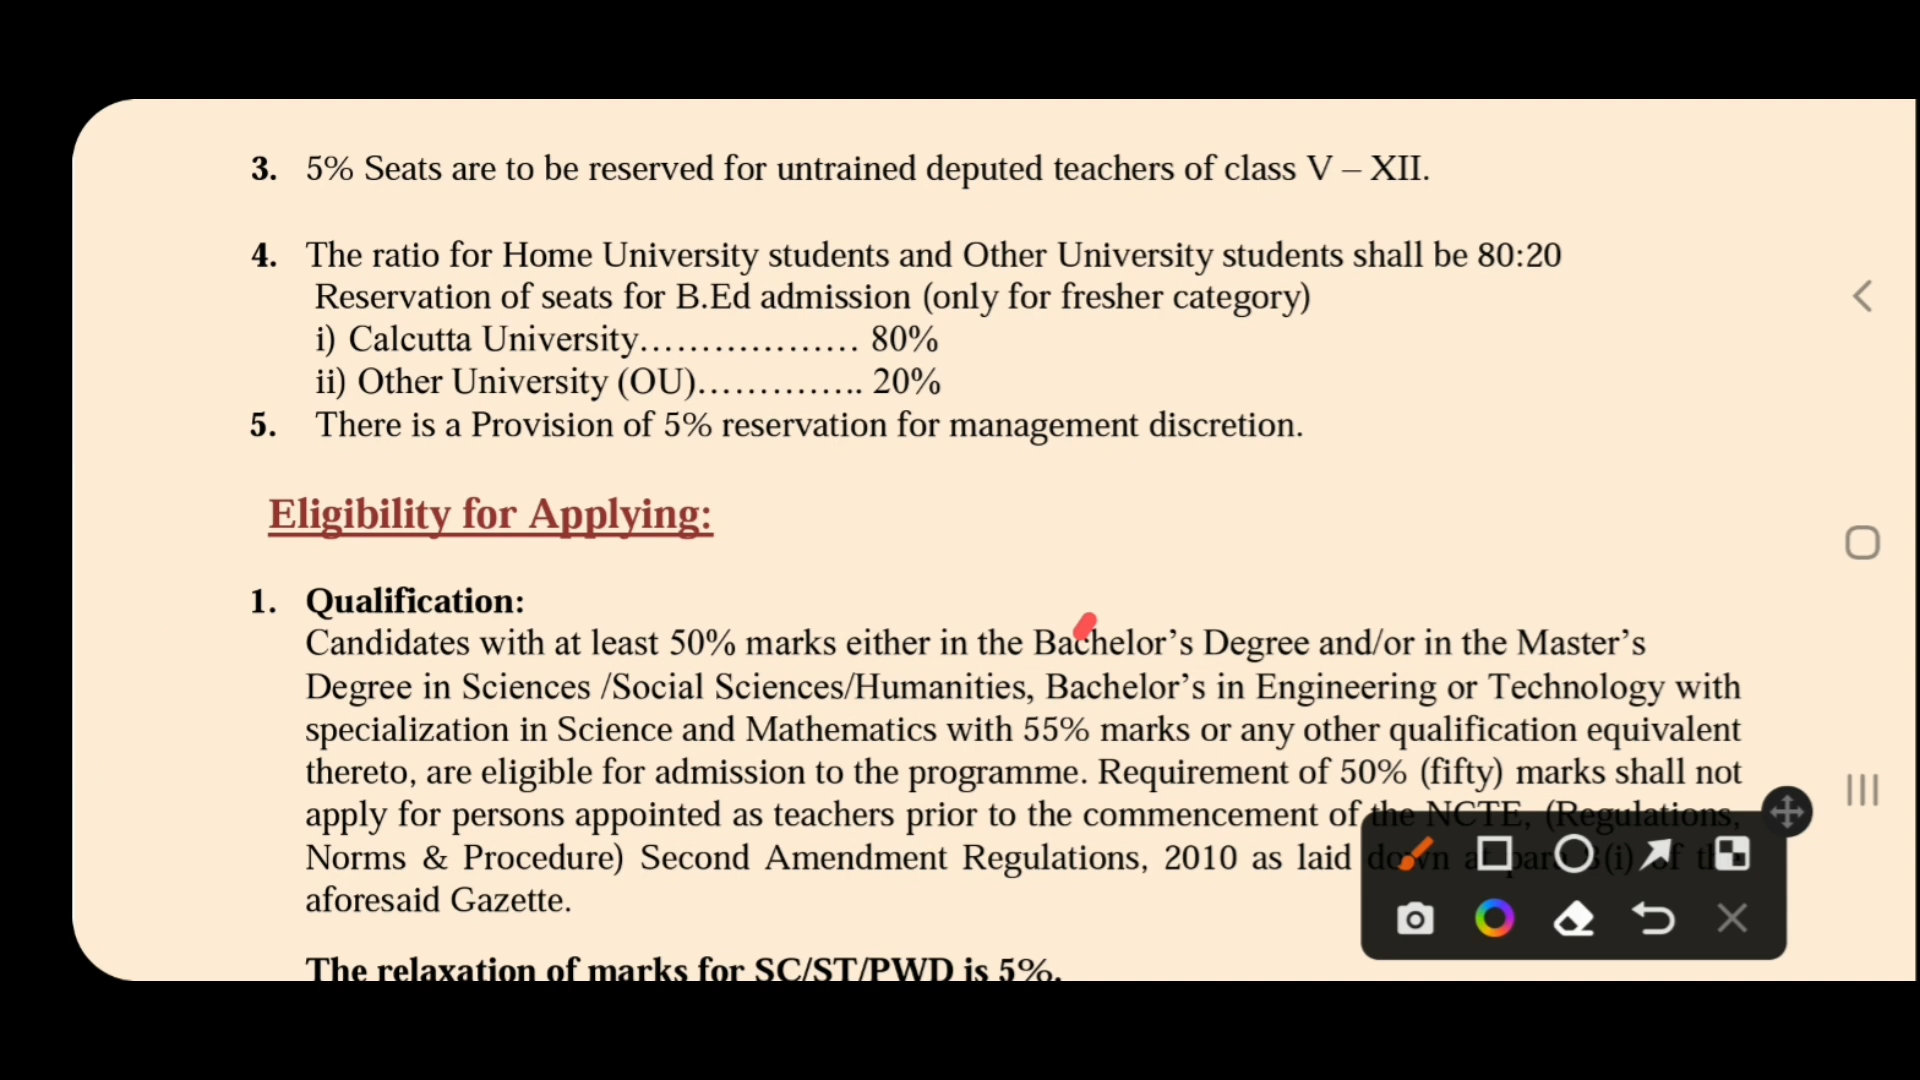 3. 5% Seats are to be reserved for untrained deputed teachers of class V – XII.
4. The ratio for Home University students and Other University students shall be 80:20
Reservation of seats for B.Ed admission (only for fresher category)
i) Calcutta University.................. 80%
ii) Other University (OU).............. 20%
5. There is a Provision of 5% reservation for management discretion.
Eligibility for Applying:
1. Qualification:
Candidates with at least 50% marks either in the Bachelor’s Degree and/or in the Master’s
Degree in Sciences /Social Sciences/Humanities, Bachelor’s in Engineering or Technology with
specialization in Science and Mathematics with 55% marks or any other qualification equivalent
thereto, are eligible for admission to the programme. Requirement of 50% (fifty) marks shall not
apply for persons appointed as teachers prior to the commencement of the NCTE, (Regulations,
Norms & Procedure) Second Amendment Regulations, 2010 as laid down
aforesaid Gazette.
The relaxation of marks for SC/ST/PWD is 5%.